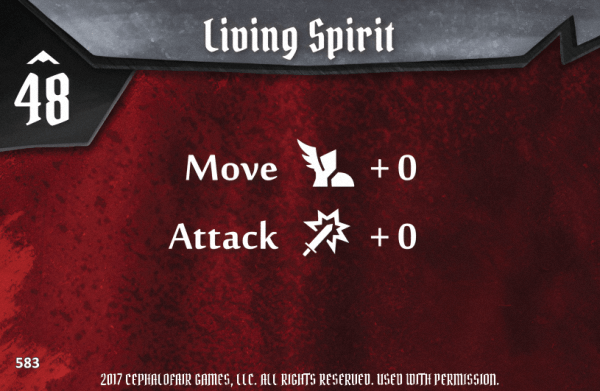 Living Spirit
48
Move + 0
Attack + 0
583
2017 CEPHALOFAIR GAMES, LLC. ALL RIGHTS RESERVED. USED WITH PERMISSION.